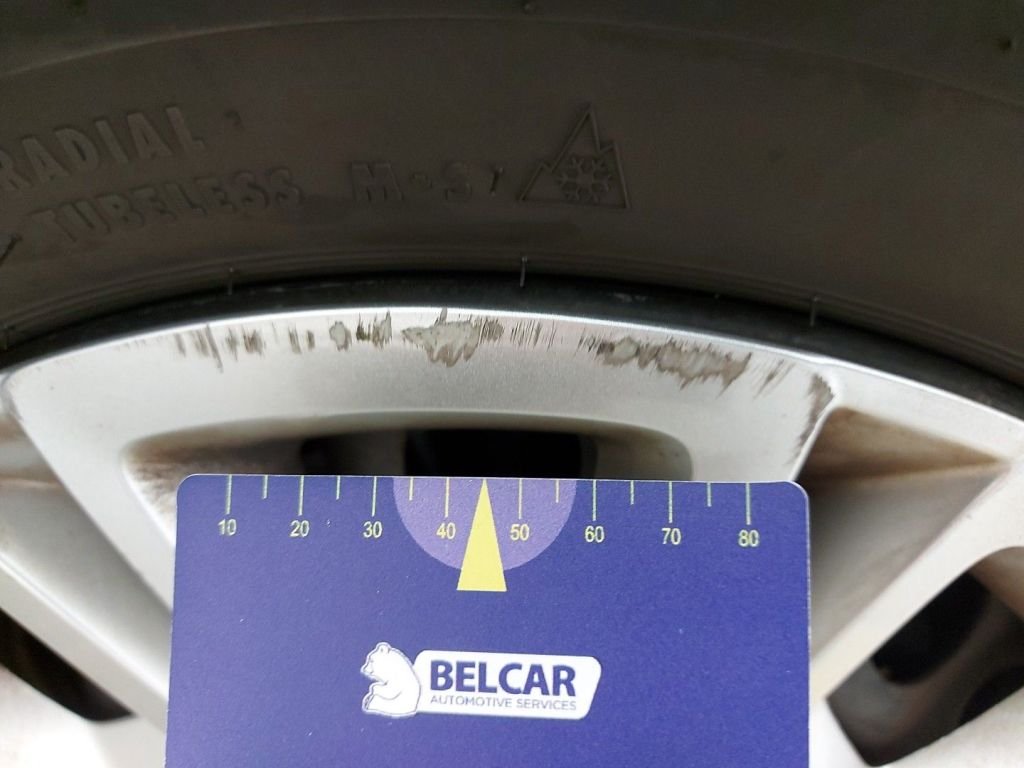 RADIAL
TUBELESS M+S
10 20 30 40 50 60 70 80
BELCAR
AUTOMOTIVE SERVICES